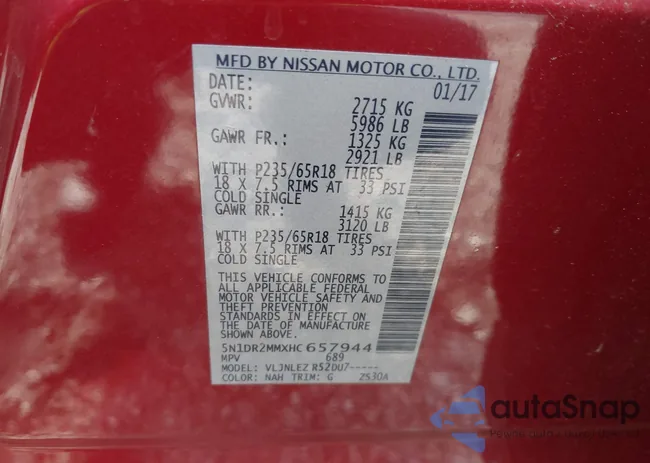 MFD BY NISSAN MOTOR CO., LTD.
DATE: 01/17
GVWR: 2715 KG
5986 LB
GAWR FR.: 1325 KG
2921 LB
WITH P235/65R18 TIRES
18 X 7.5 RIMS AT 33 PSI
COLD SINGLE
GAWR RR.: 1415 KG
3120 LB
WITH P235/65R18 TIRES
18 X 7.5 RIMS AT 33 PSI
COLD SINGLE
THIS VEHICLE CONFORMS TO
ALL APPLICABLE FEDERAL
MOTOR VEHICLE SAFETY AND
THEFT PREVENTION
STANDARDS IN EFFECT ON
THE DATE OF MANUFACTURE
SHOWN ABOVE.
5N1DR2MMXHC657944
MPV 689
MODEL: VLJNLEZ R52DU7-----
COLOR: NAH TRIM: G ZS30A
autoSnap